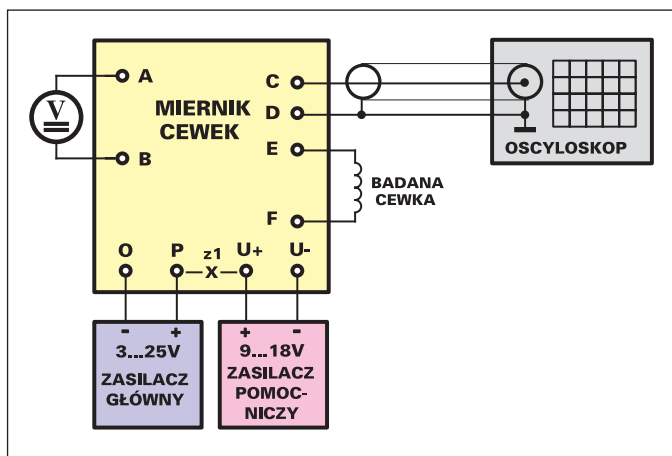 A
B
V
MIERNIK
CEWEK
C
D
E
F
BADANA
CEWKA
OSCYLOSKOP
O
P
z1
X
U+
U-
- +
3...25V
ZASILACZ
GŁÓWNY
+ -
9...18V
ZASILACZ
POMOC-
NICZY